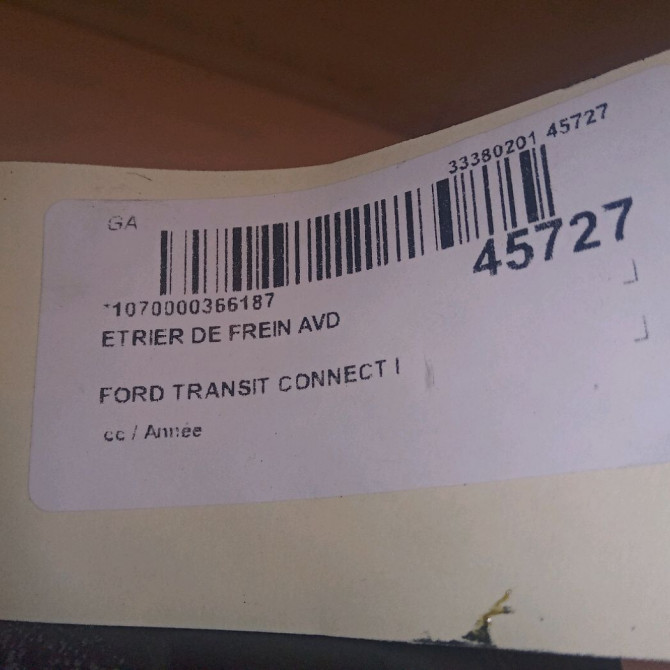 33380201 45727
GA
45727
*1070000366187
ETRIER DE FREIN AVD
FORD TRANSIT CONNECT I
cc / Année